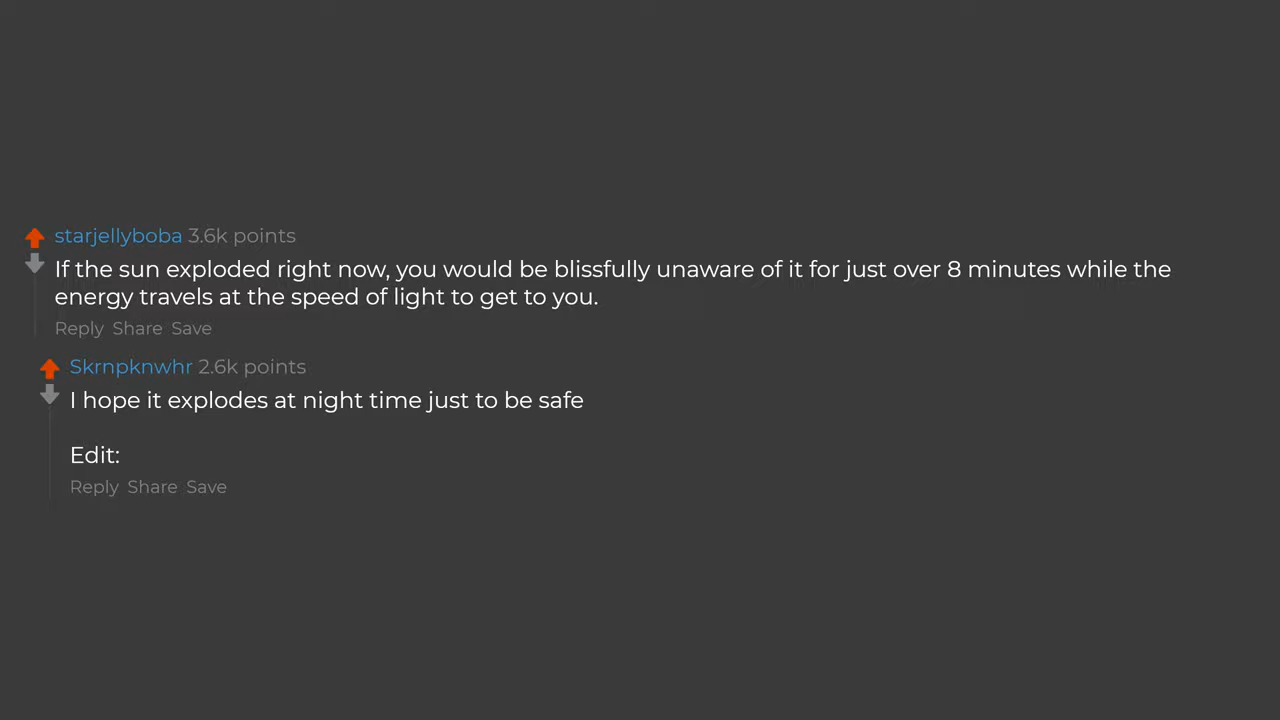 starjellyboba 3.6k points
If the sun exploded right now, you would be blissfully unaware of it for just over 8 minutes while the
energy travels at the speed of light to get to you.
Reply Share Save
Skrnpknwhr 2.6k points
I hope it explodes at night time just to be safe
Edit:
Reply Share Save